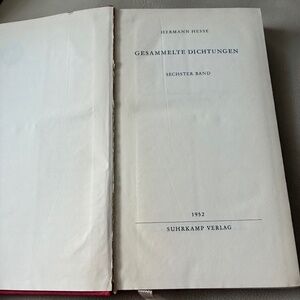 HERMANN HESSE
GESAMMELTE DICHTUNGEN
SECHSTER BAND
1952
SUHRKAMP VERLAG